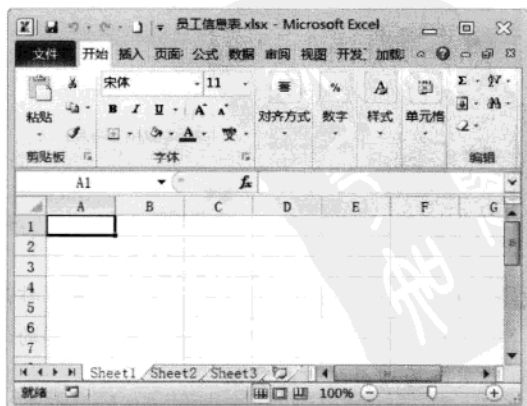 员工信息表.xlsx - Microsoft Excel
文件 开始 插入 页面 公式 数据 审阅 视图 开发 加载
宋体 11 Σ
B I U A A % A
粘贴 对齐方式 数字 样式 单元格
A
剪贴板 字体 编辑
A1 fx
A B C D E F G
1
2
3
4
5
6
7
Sheet1 Sheet2 Sheet3
就绪 100%